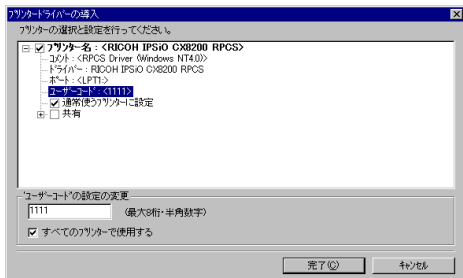 プリンタードライバーの導入
プリンターの選択と設定を行ってください。
プリンター名：<RICOH IPSiO CX8200 RPCS>
コメント：<RPCS Driver (Windows NT4.0)>
ドライバー：RICOH IPSiO CX8200 RPCS
ポート：<LPT1:>
ユーザーコード：<1111>
通常使うプリンターに設定
共有
'ユーザーコード'の設定の変更
1111 (最大8桁・半角数字)
すべてのプリンターで使用する
完了(C) キャンセル